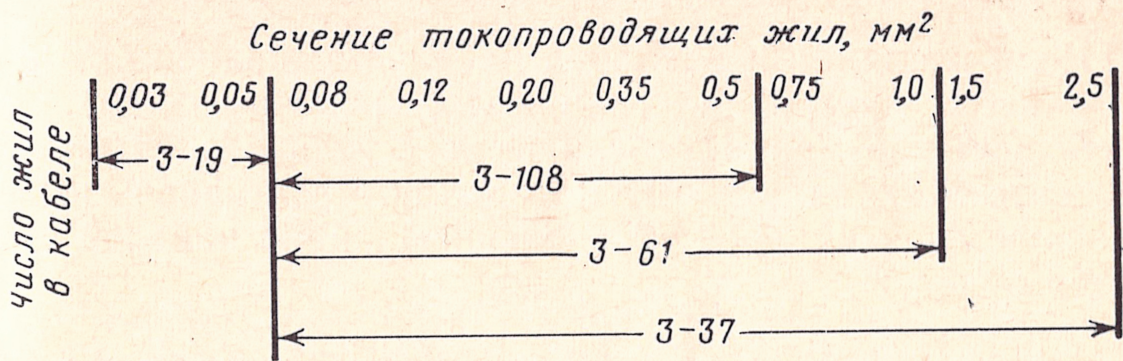 Сечение токопроводящих жил, мм²
0,03 0,05 0,08 0,12 0,20 0,35 0,5 0,75 1,0 1,5 2,5
Число жил
в кабеле
3-19
3-108
3-61
3-37